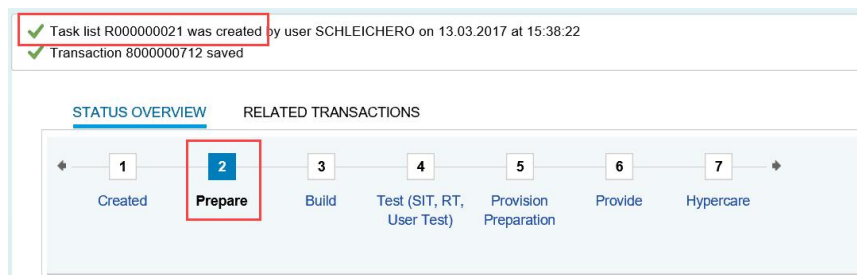 Task list R000000021 was created by user SCHLEICHERO on 13.03.2017 at 15:38:22
Transaction 8000000712 saved
STATUS OVERVIEW RELATED TRANSACTIONS
1 2 3 4 5 6 7
Created Prepare Build Test (SIT, RT, Provision Provide Hypercare
User Test) Preparation